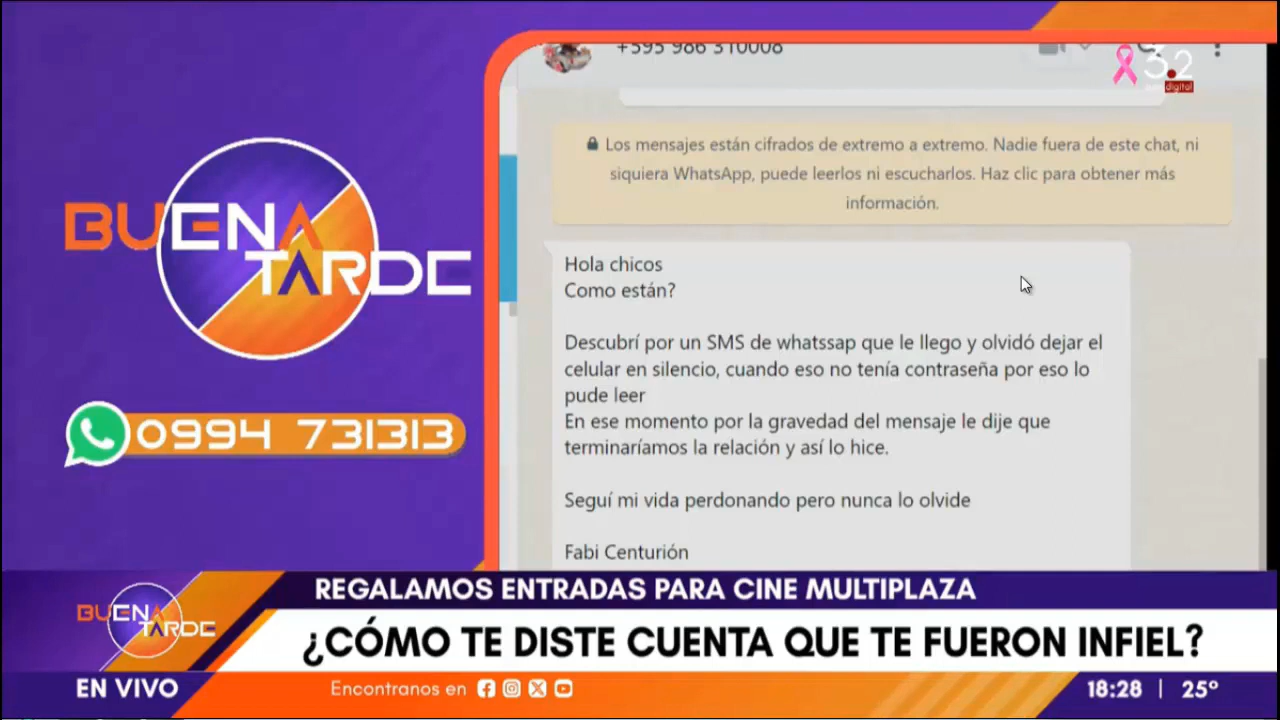 +595 986 310008
3.2
digital
Los mensajes están cifrados de extremo a extremo. Nadie fuera de este chat, ni
siquiera WhatsApp, puede leerlos ni escucharlos. Haz clic para obtener más
información.
BUENA
TARDE
0994 731313
Hola chicos
Como están?
Descubrí por un SMS de whatssap que le llego y olvidó dejar el
celular en silencio, cuando eso no tenía contraseña por eso lo
pude leer
En ese momento por la gravedad del mensaje le dije que
terminaríamos la relación y así lo hice.
Seguí mi vida perdonando pero nunca lo olvide
Fabi Centurión
REGALAMOS ENTRADAS PARA CINE MULTIPLAZA
BUENA
TARDE
¿CÓMO TE DISTE CUENTA QUE TE FUERON INFIEL?
EN VIVO
Encontranos en
18:28 | 25°